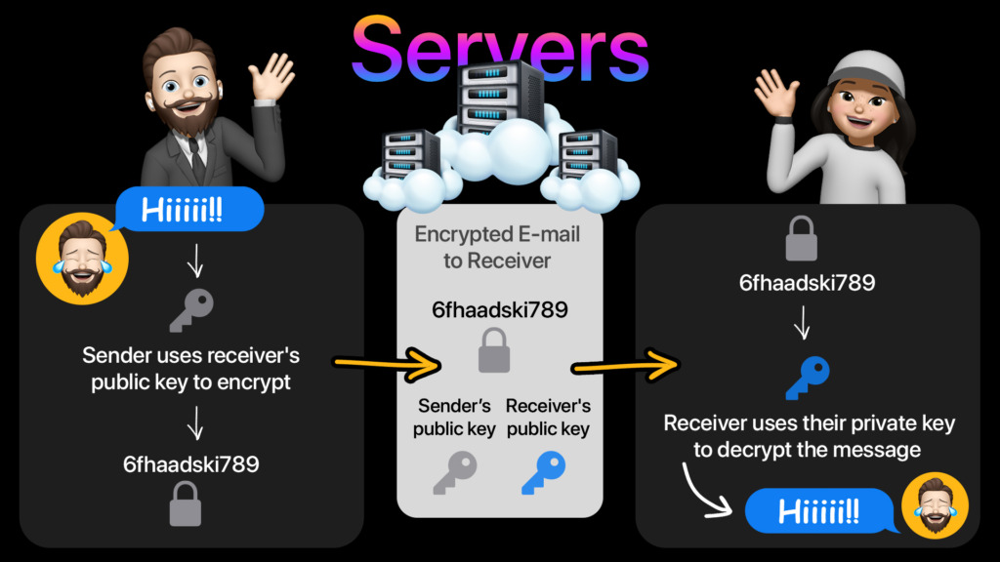 Servers
Hiiiii!!
Sender uses receiver's
public key to encrypt
6fhaadski789
Encrypted E-mail
to Receiver
6fhaadski789
Sender’s
public key
Receiver's
public key
6fhaadski789
Receiver uses their private key
to decrypt the message
Hiiiii!!